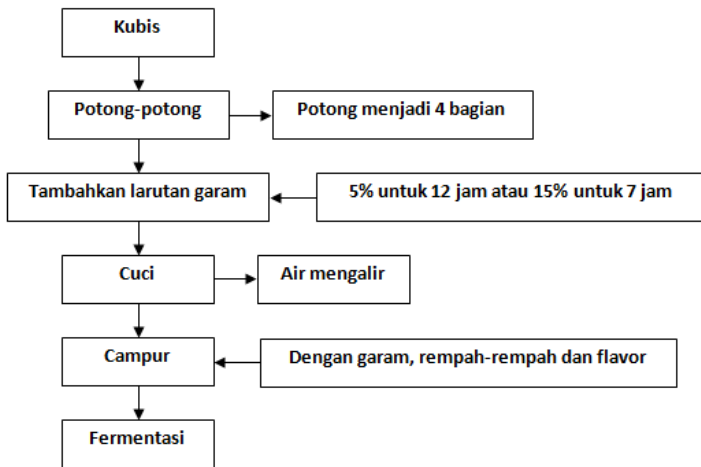 Kubis
Potong-potong
Potong menjadi 4 bagian
Tambahkan larutan garam
5% untuk 12 jam atau 15% untuk 7 jam
Cuci
Air mengalir
Campur
Dengan garam, rempah-rempah dan flavor
Fermentasi